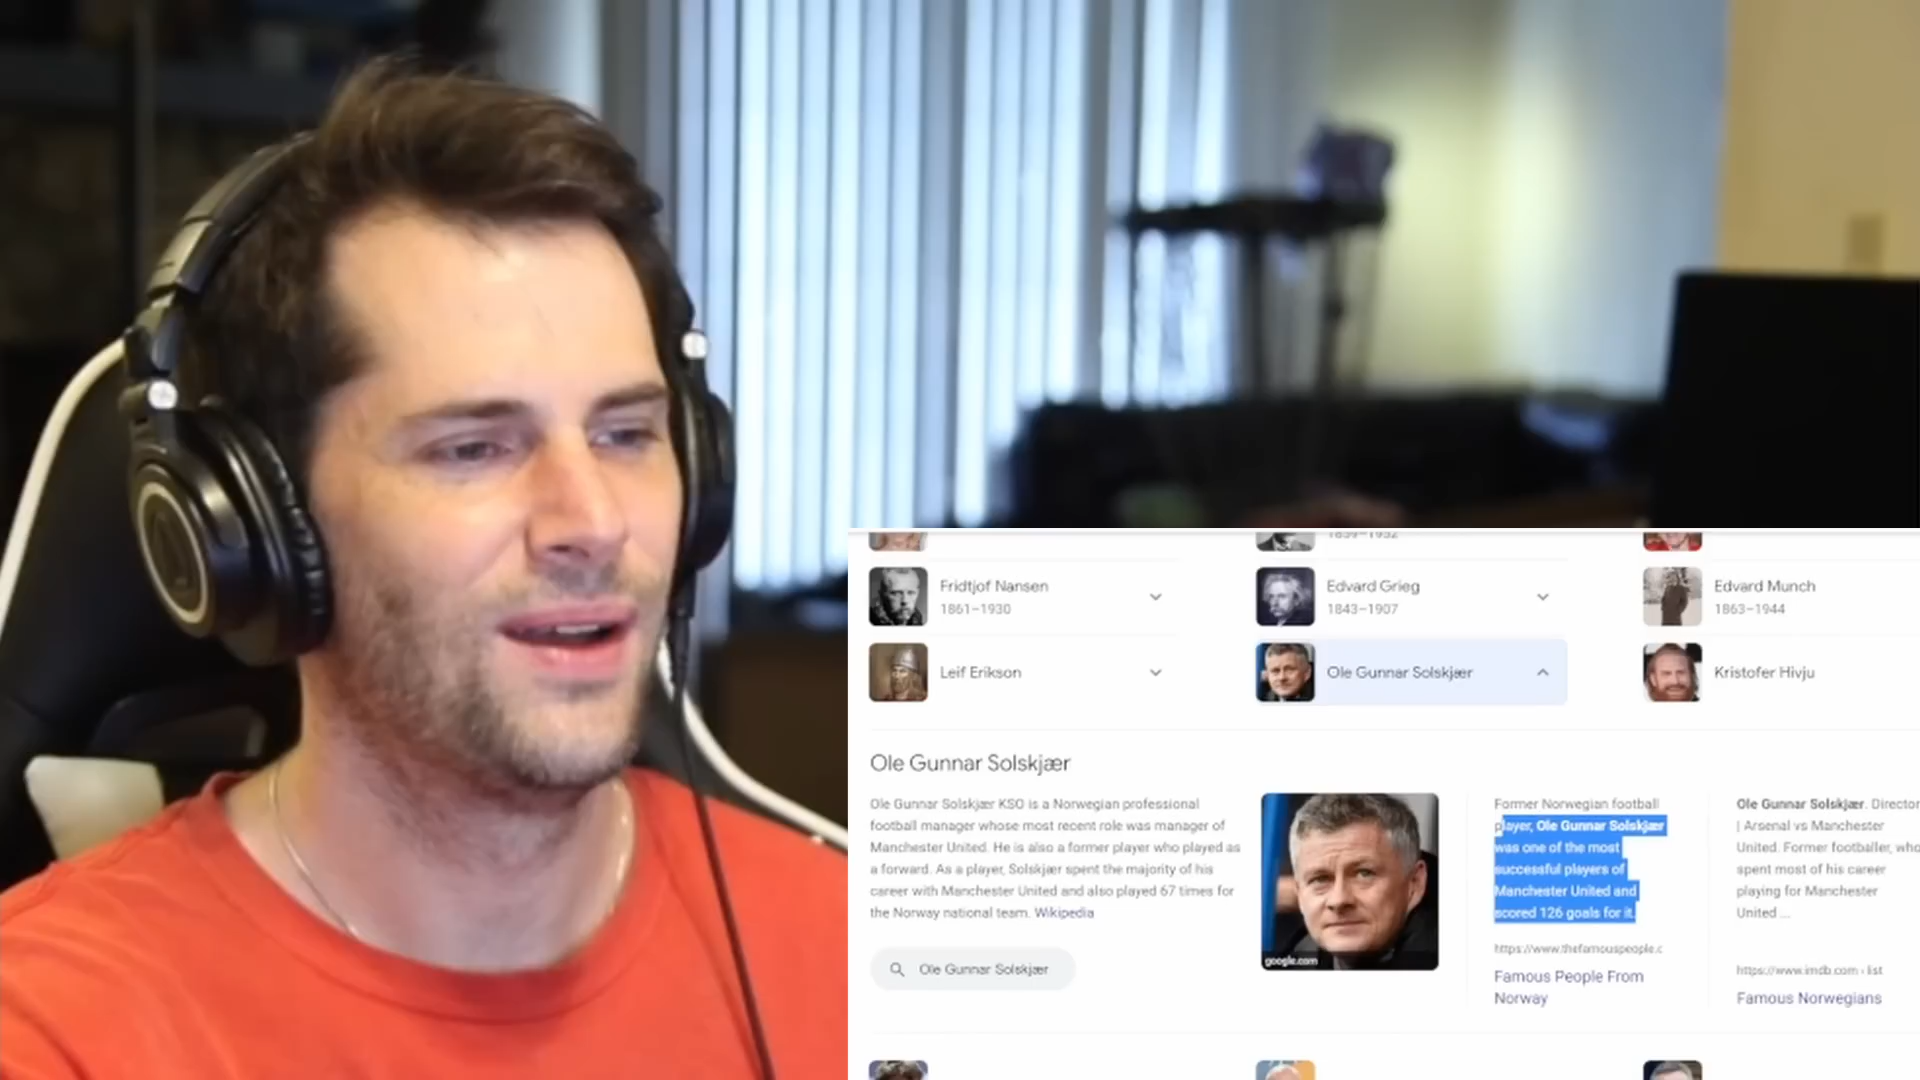 1859–1932
Fridtjof Nansen
1861–1930
Edvard Grieg
1843–1907
Edvard Munch
1863–1944
Leif Erikson
Ole Gunnar Solskjær
Kristofer Hivju
Ole Gunnar Solskjær
Ole Gunnar Solskjær KSO is a Norwegian professional
football manager whose most recent role was manager of
Manchester United. He is also a former player who played as
a forward. As a player, Solskjær spent the majority of his
career with Manchester United and also played 67 times for
the Norway national team. Wikipedia
Ole Gunnar Solskjær
google.com
Former Norwegian football
player, Ole Gunnar Solskjær
was one of the most
successful players of
Manchester United and
scored 126 goals for it.
https://www.thefamouspeople.c
Famous People From
Norway
Ole Gunnar Solskjær. Director
| Arsenal vs Manchester
United. Former footballer, who
spent most of his career
playing for Manchester
United ...
https://www.imdb.com › list
Famous Norwegians